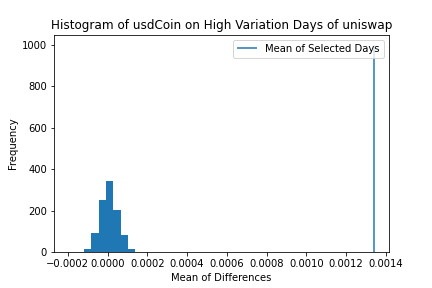 Histogram of usdCoin on High Variation Days of uniswap
Mean of Selected Days
Frequency
1000
800
600
400
200
0
−0.0002 0.0000 0.0002 0.0004 0.0006 0.0008 0.0010 0.0012 0.0014
Mean of Differences